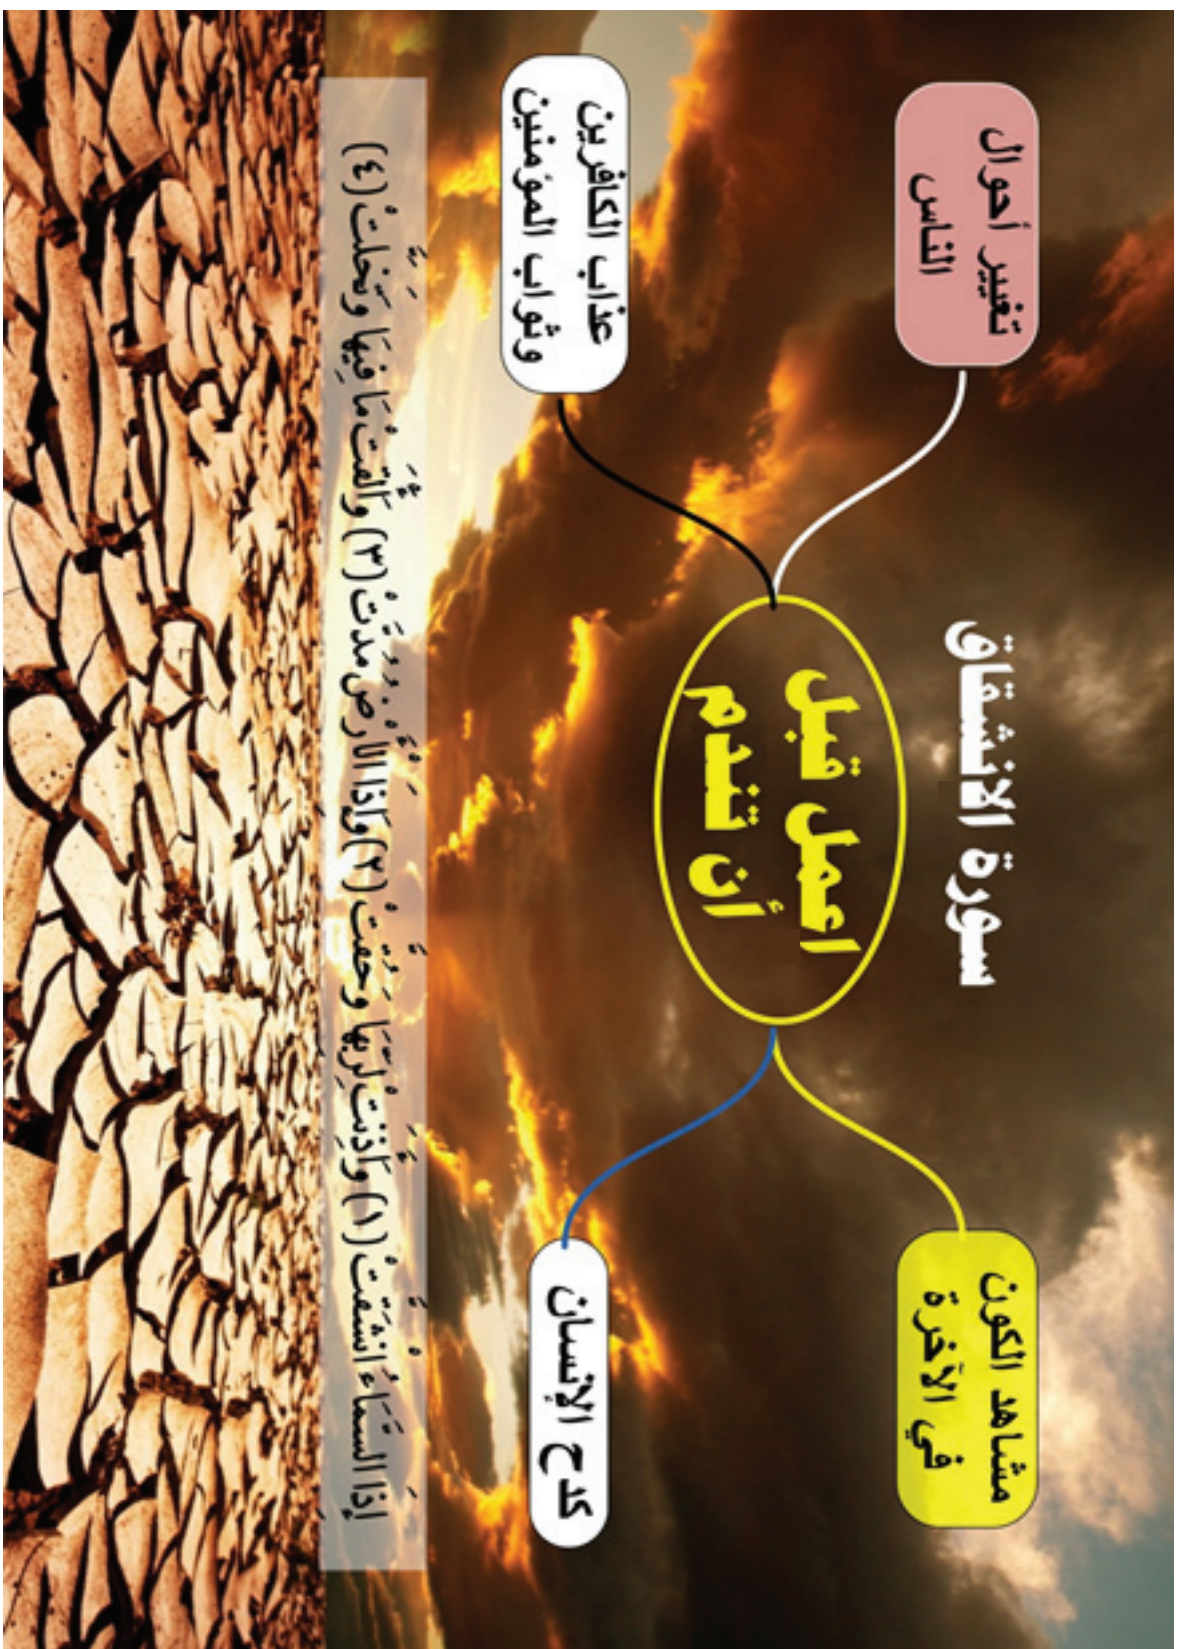 سورة الانشقاق
اعمل قبل
أن تندم
مشاهد الكون
في الآخرة
كدح الإنسان
تغيير أحوال
الناس
عذاب الكافرين
وثواب المؤمنين
إِذَا السَّمَاءُ انْشَقَّتْ (١) وَأَذِنَتْ لِرَبِّهَا وَحُقَّتْ (٢) وَإِذَا الْأَرْضُ مُدَّتْ (٣) وَأَلْقَتْ مَا فِيهَا وَتَخَلَّتْ (٤)